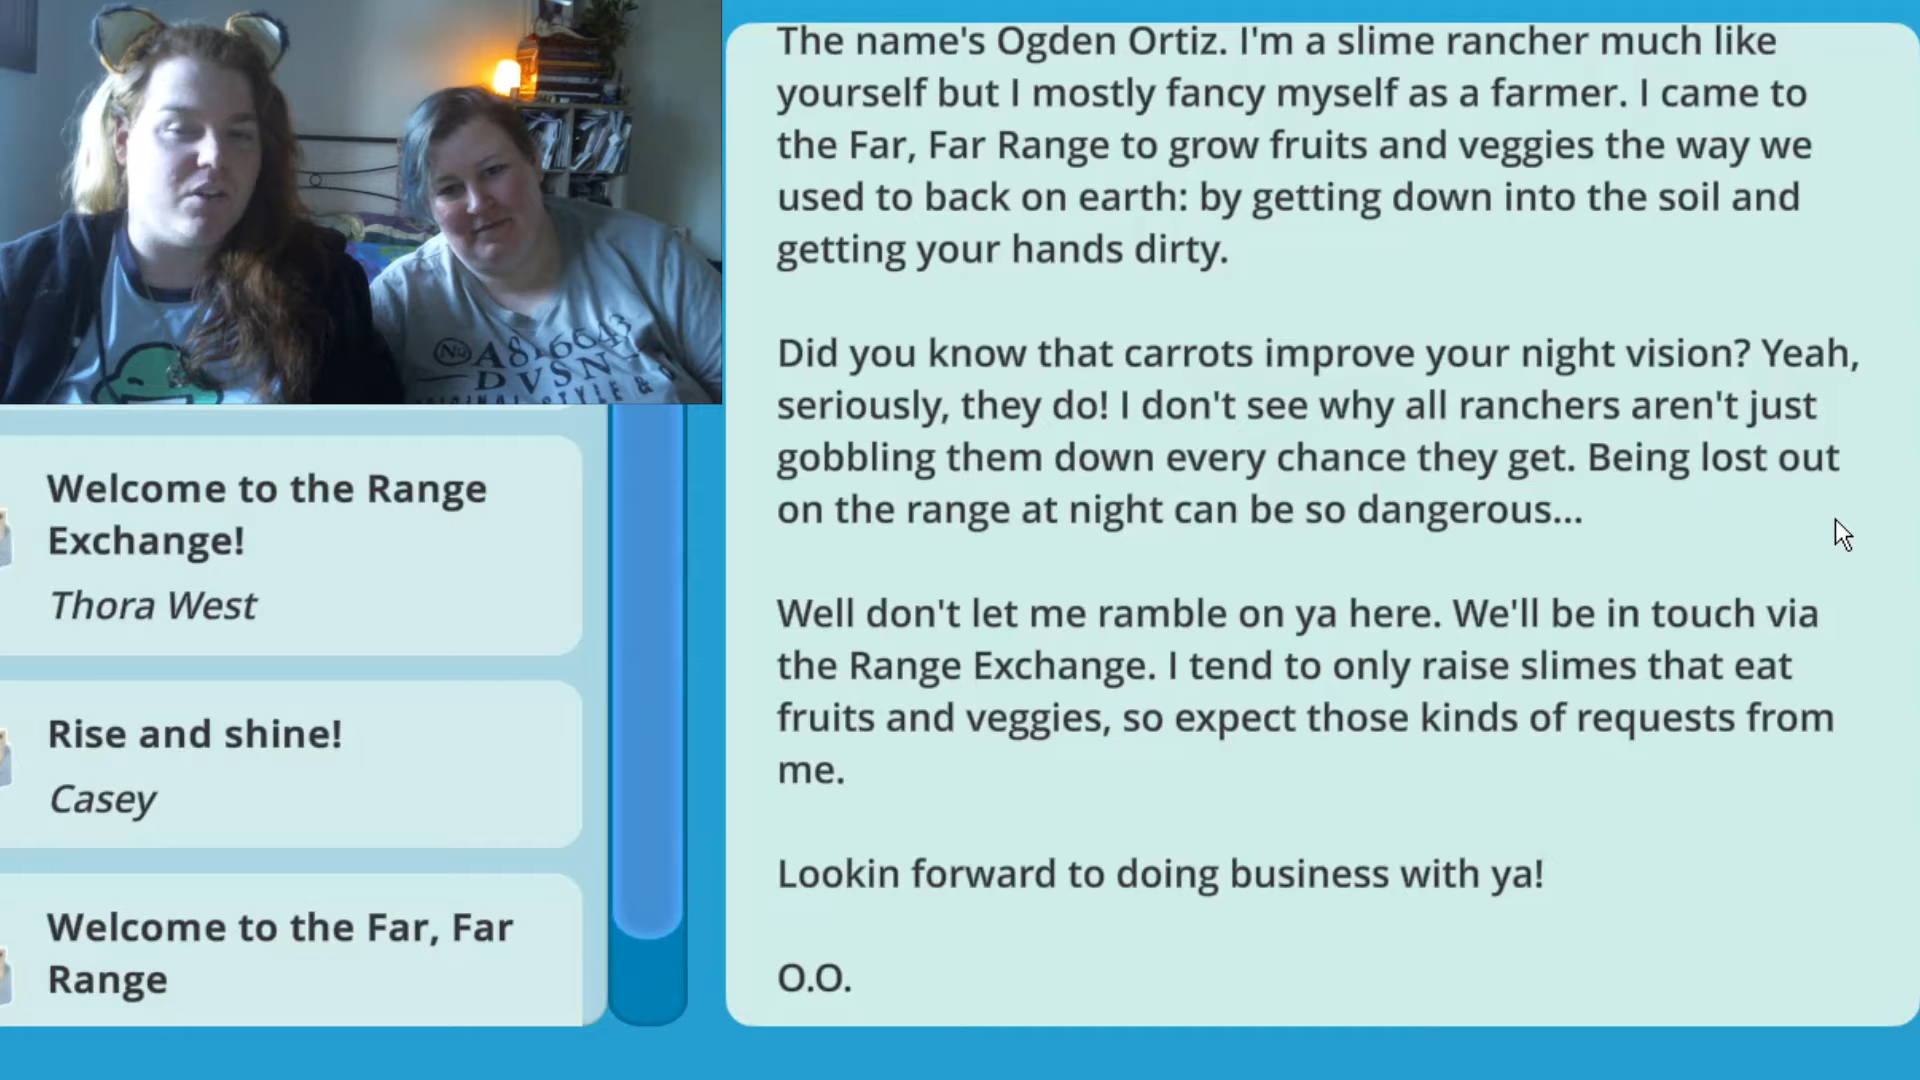 The name's Ogden Ortiz. I'm a slime rancher much like
yourself but I mostly fancy myself as a farmer. I came to
the Far, Far Range to grow fruits and veggies the way we
used to back on earth: by getting down into the soil and
getting your hands dirty.
Did you know that carrots improve your night vision? Yeah,
seriously, they do! I don't see why all ranchers aren't just
gobbling them down every chance they get. Being lost out
on the range at night can be so dangerous...
Well don't let me ramble on ya here. We'll be in touch via
the Range Exchange. I tend to only raise slimes that eat
fruits and veggies, so expect those kinds of requests from
me.
Lookin forward to doing business with ya!
O.O.
Welcome to the Range
Exchange!
Thora West
Rise and shine!
Casey
Welcome to the Far, Far
Range
DVSN